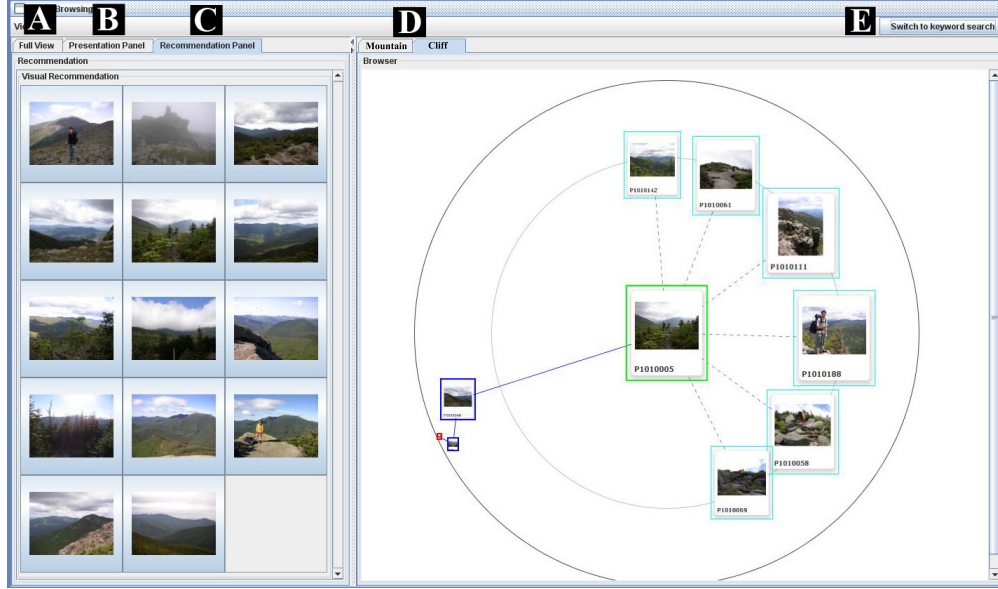 A
B
C
D
E
Browsing
Switch to keyword search
Full View
Presentation Panel
Recommendation Panel
Mountain
Cliff
Recommendation
Visual Recommendation
Browser
P1010142
P1010061
P1010111
P1010188
P1010058
P1010069
P1010005